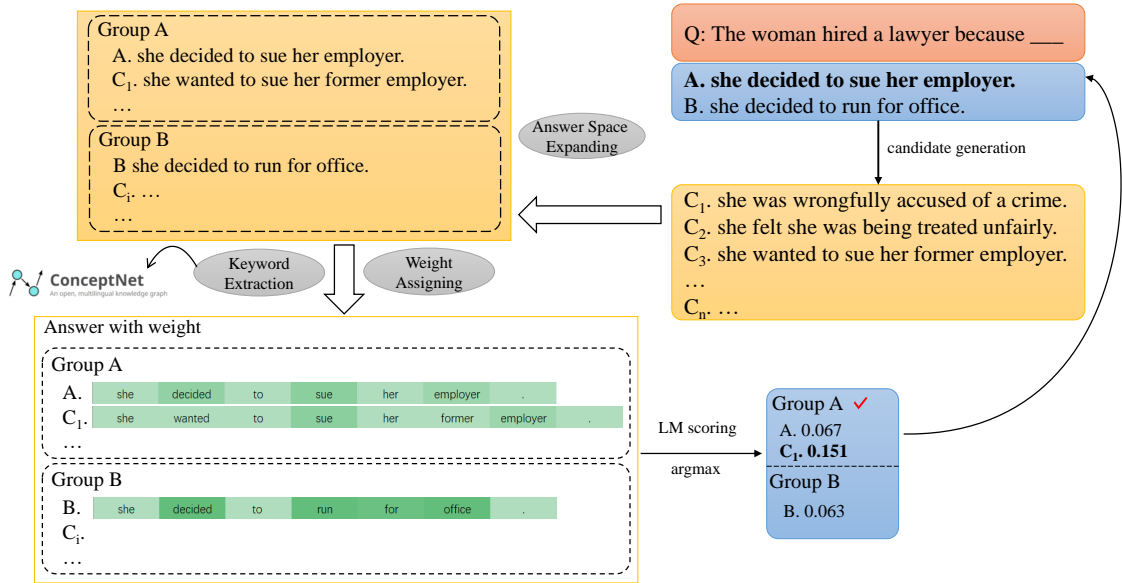 Group A
A. she decided to sue her employer.
C1. she wanted to sue her former employer.
…
Group B
B she decided to run for office.
Ci. …
…
Answer Space
Expanding
Q: The woman hired a lawyer because ___
A. she decided to sue her employer.
B. she decided to run for office.
candidate generation
C1. she was wrongfully accused of a crime.
C2. she felt she was being treated unfairly.
C3. she wanted to sue her former employer.
…
Cn. …
ConceptNet
An open, multilingual knowledge graph
Keyword
Extraction
Weight
Assigning
Answer with weight
Group A
A. she decided to sue her employer .
C1. she wanted to sue her former employer .
…
Group B
B. she decided to run for office .
Ci.
…
LM scoring
argmax
Group A ✓
A. 0.067
C1. 0.151
Group B
B. 0.063